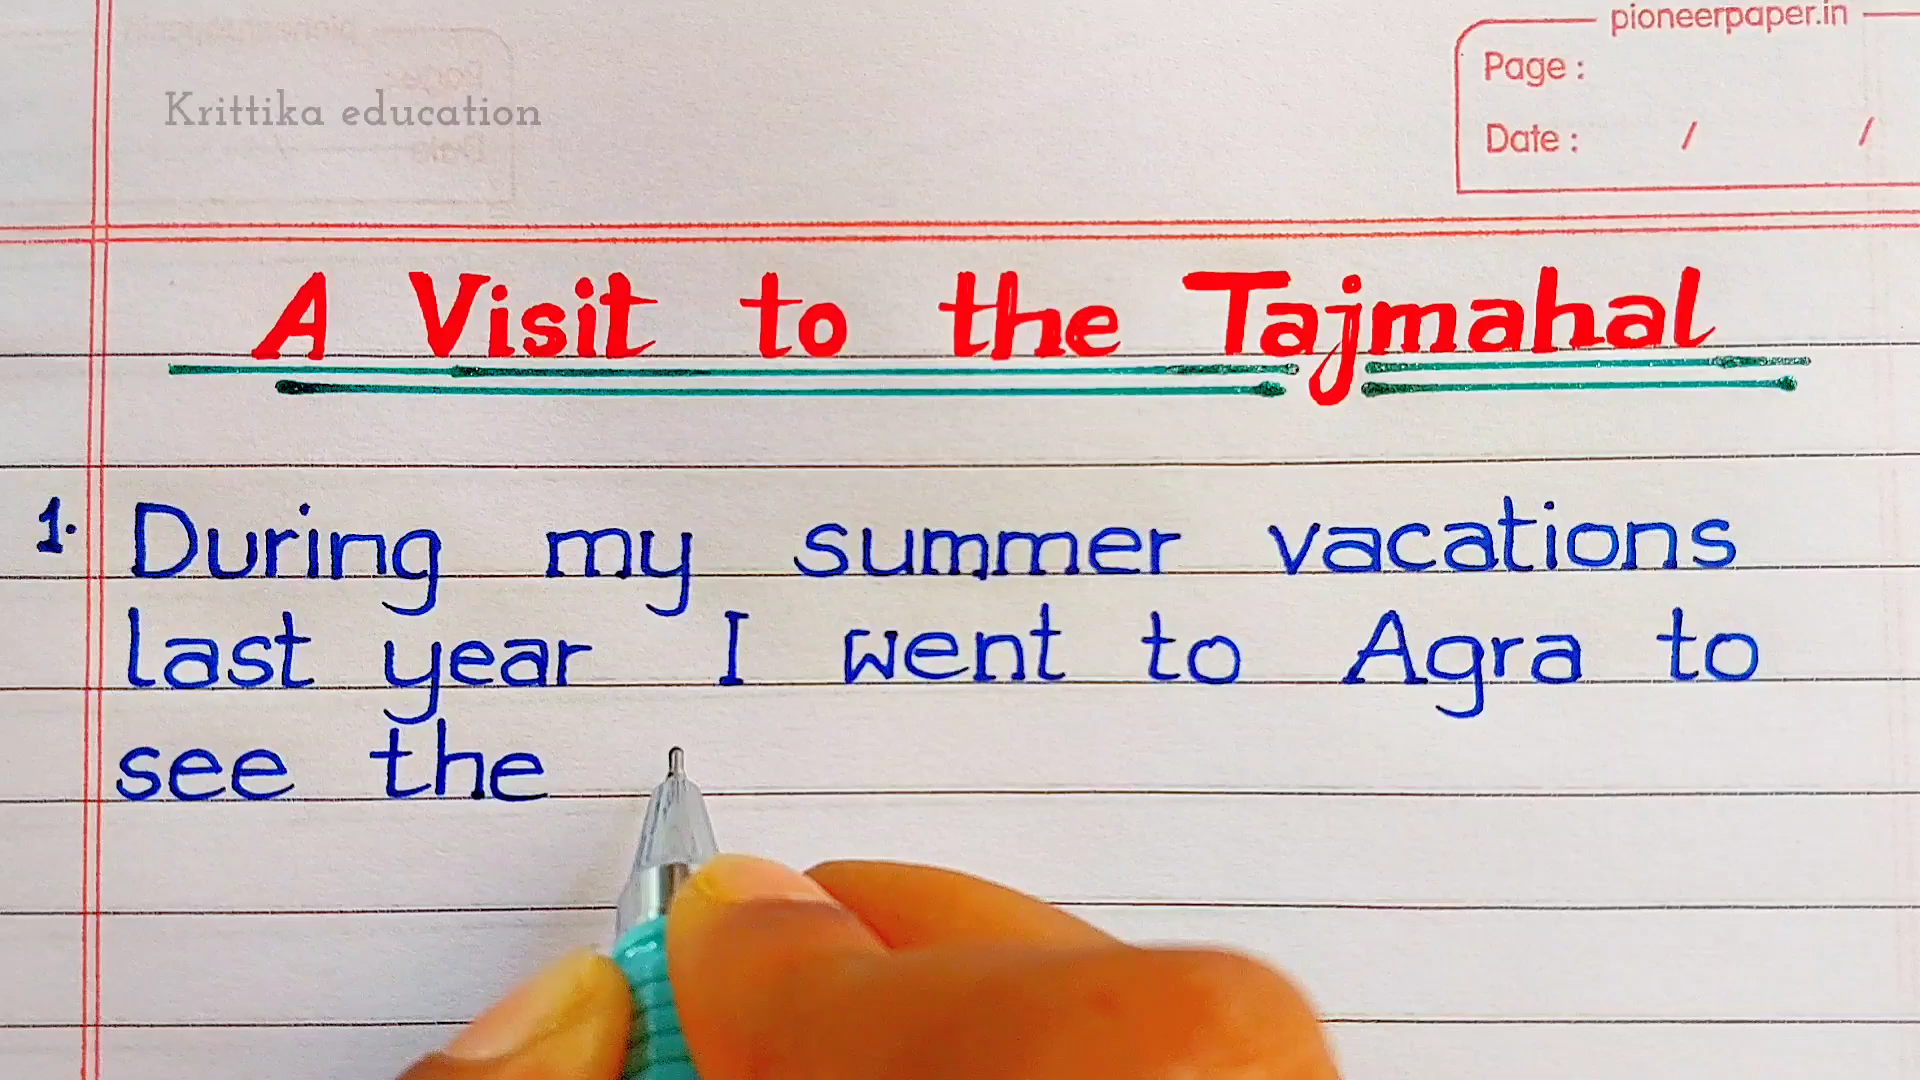 pioneerpaper.in
Page :
Date : / /
Krittika education
A Visit to the Tajmahal
1. During my summer vacations
last year I went to Agra to
see the